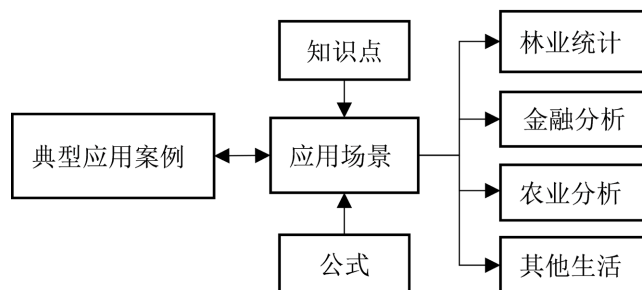 知识点
典型应用案例
应用场景
公式
林业统计
金融分析
农业分析
其他生活